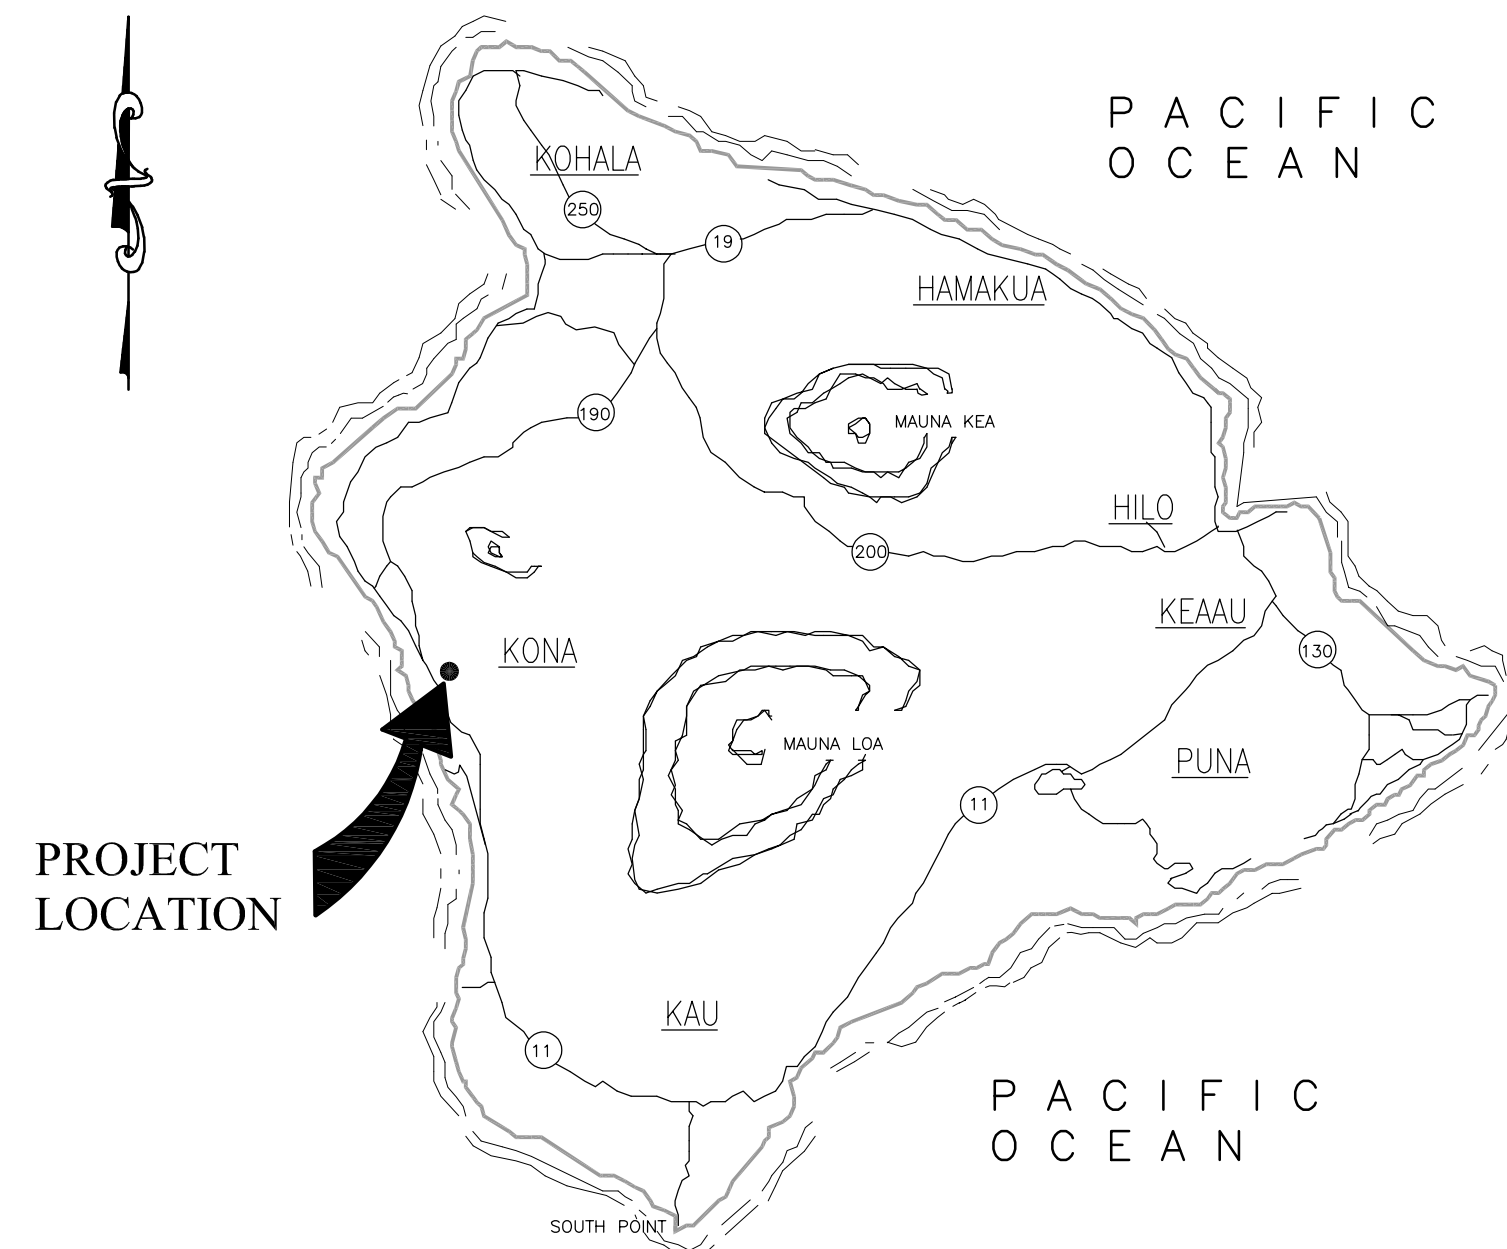 PACIFIC
OCEAN
KOHALA
250
19
HAMAKUA
190
MAUNA KEA
HILO
200
KEAAU
KONA
130
MAUNA LOA
PUNA
11
PROJECT
LOCATION
KAU
11
PACIFIC
OCEAN
SOUTH POINT